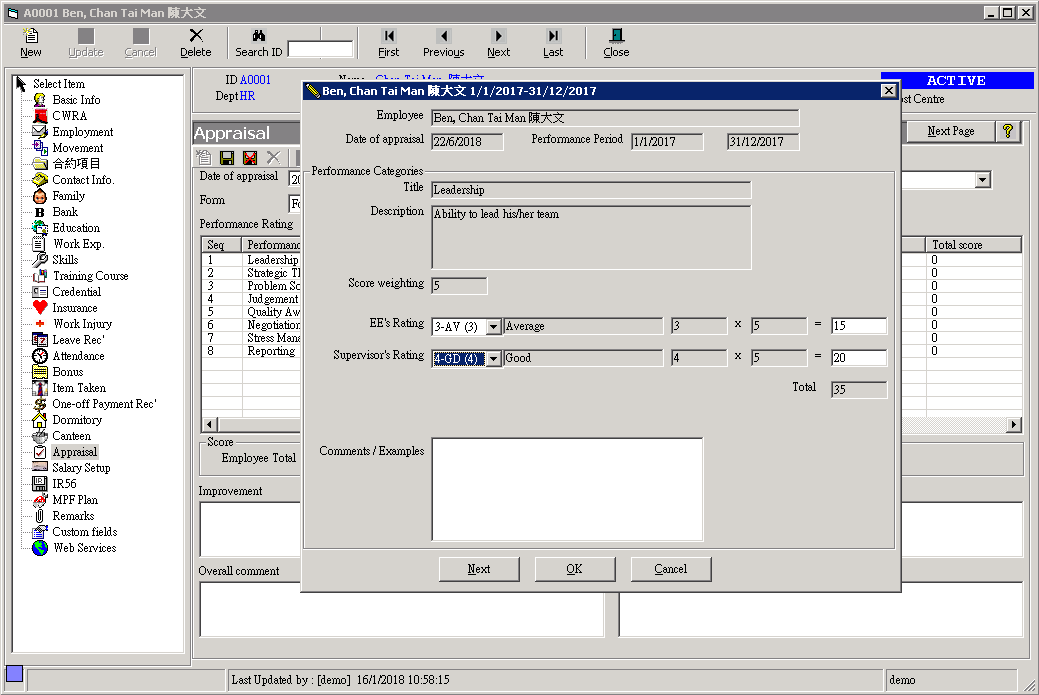 A0001 Ben, Chan Tai Man 陳大文
New Update Cancel Delete Search ID First Previous Next Last Close
Select Item
Basic Info
CWRA
Employment
Movement
合約項目
Contact Info.
Family
B Bank
Education
Work Exp.
Skills
Training Course
Credential
Insurance
Work Injury
Leave Rec'
Attendance
Bonus
Item Taken
One-off Payment Rec'
Dormitory
Canteen
Appraisal
Salary Setup
IR56
MPF Plan
Remarks
Custom fields
Web Services
ID A0001
Name Chan Tai Man 陳大文
ACTIVE
Dept HR
ost Centre
Appraisal
Next Page ?
Date of appraisal 20
Form Fo
Performance Rating
Seq Performanc Total score
1 Leadership 0
2 Strategic Th 0
3 Problem So 0
4 Judgement 0
5 Quality Aw 0
6 Negotiation 0
7 Stress Mana 0
8 Reporting 0
Score
Employee Total
Improvement
Overall comment
Ben, Chan Tai Man 陳大文 1/1/2017-31/12/2017
Employee Ben, Chan Tai Man 陳大文
Date of appraisal 22/6/2018 Performance Period 1/1/2017 31/12/2017
Performance Categories
Title Leadership
Description Ability to lead his/her team
Score weighting 5
EE's Rating 3-AV (3) Average 3 x 5 = 15
Supervisor's Rating 4-GD (4) Good 4 x 5 = 20
Total 35
Comments / Examples
Next OK Cancel
Last Updated by : [demo] 16/1/2018 10:58:15
demo